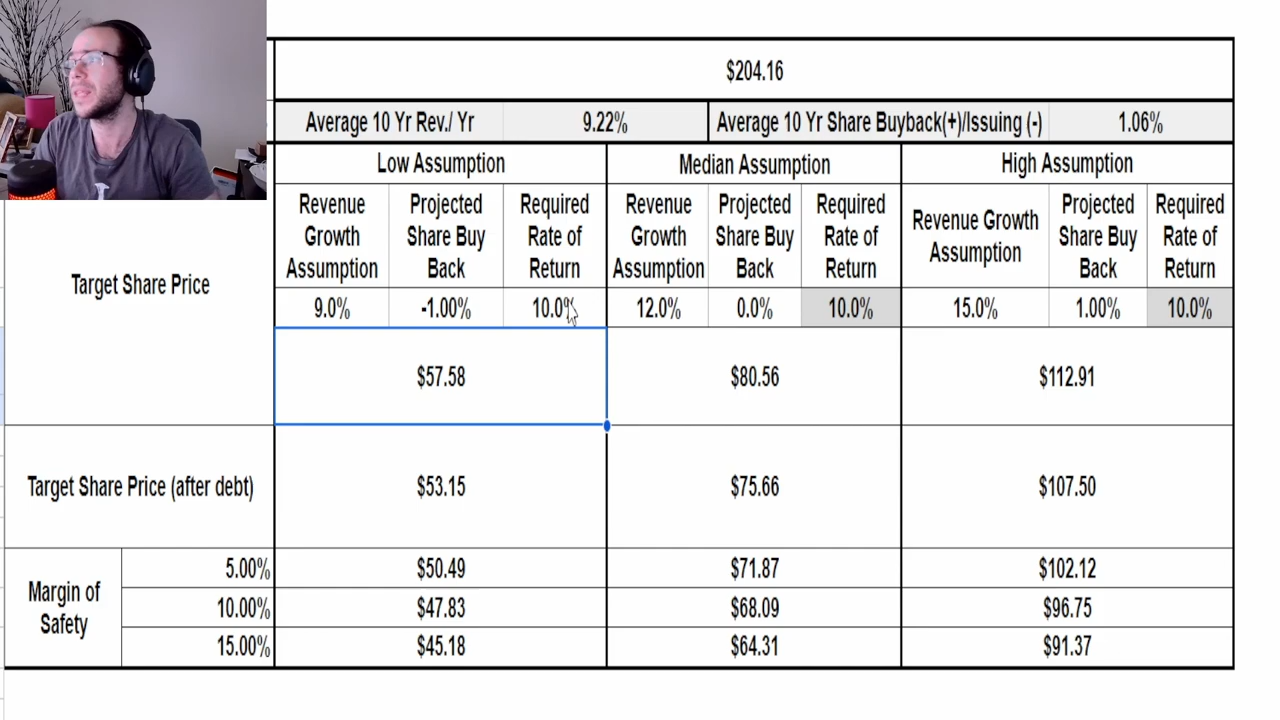 $204.16
Average 10 Yr Rev./ Yr 9.22% Average 10 Yr Share Buyback(+)/Issuing (-) 1.06%
Low Assumption Median Assumption High Assumption
Revenue Growth Assumption Projected Share Buy Back Required Rate of Return Revenue Growth Assumption Projected Share Buy Back Required Rate of Return Revenue Growth Assumption Projected Share Buy Back Required Rate of Return
Target Share Price
9.0% -1.00% 10.0% 12.0% 0.0% 10.0% 15.0% 1.00% 10.0%
$57.58 $80.56 $112.91
Target Share Price (after debt) $53.15 $75.66 $107.50
Margin of Safety
5.00% $50.49 $71.87 $102.12
10.00% $47.83 $68.09 $96.75
15.00% $45.18 $64.31 $91.37